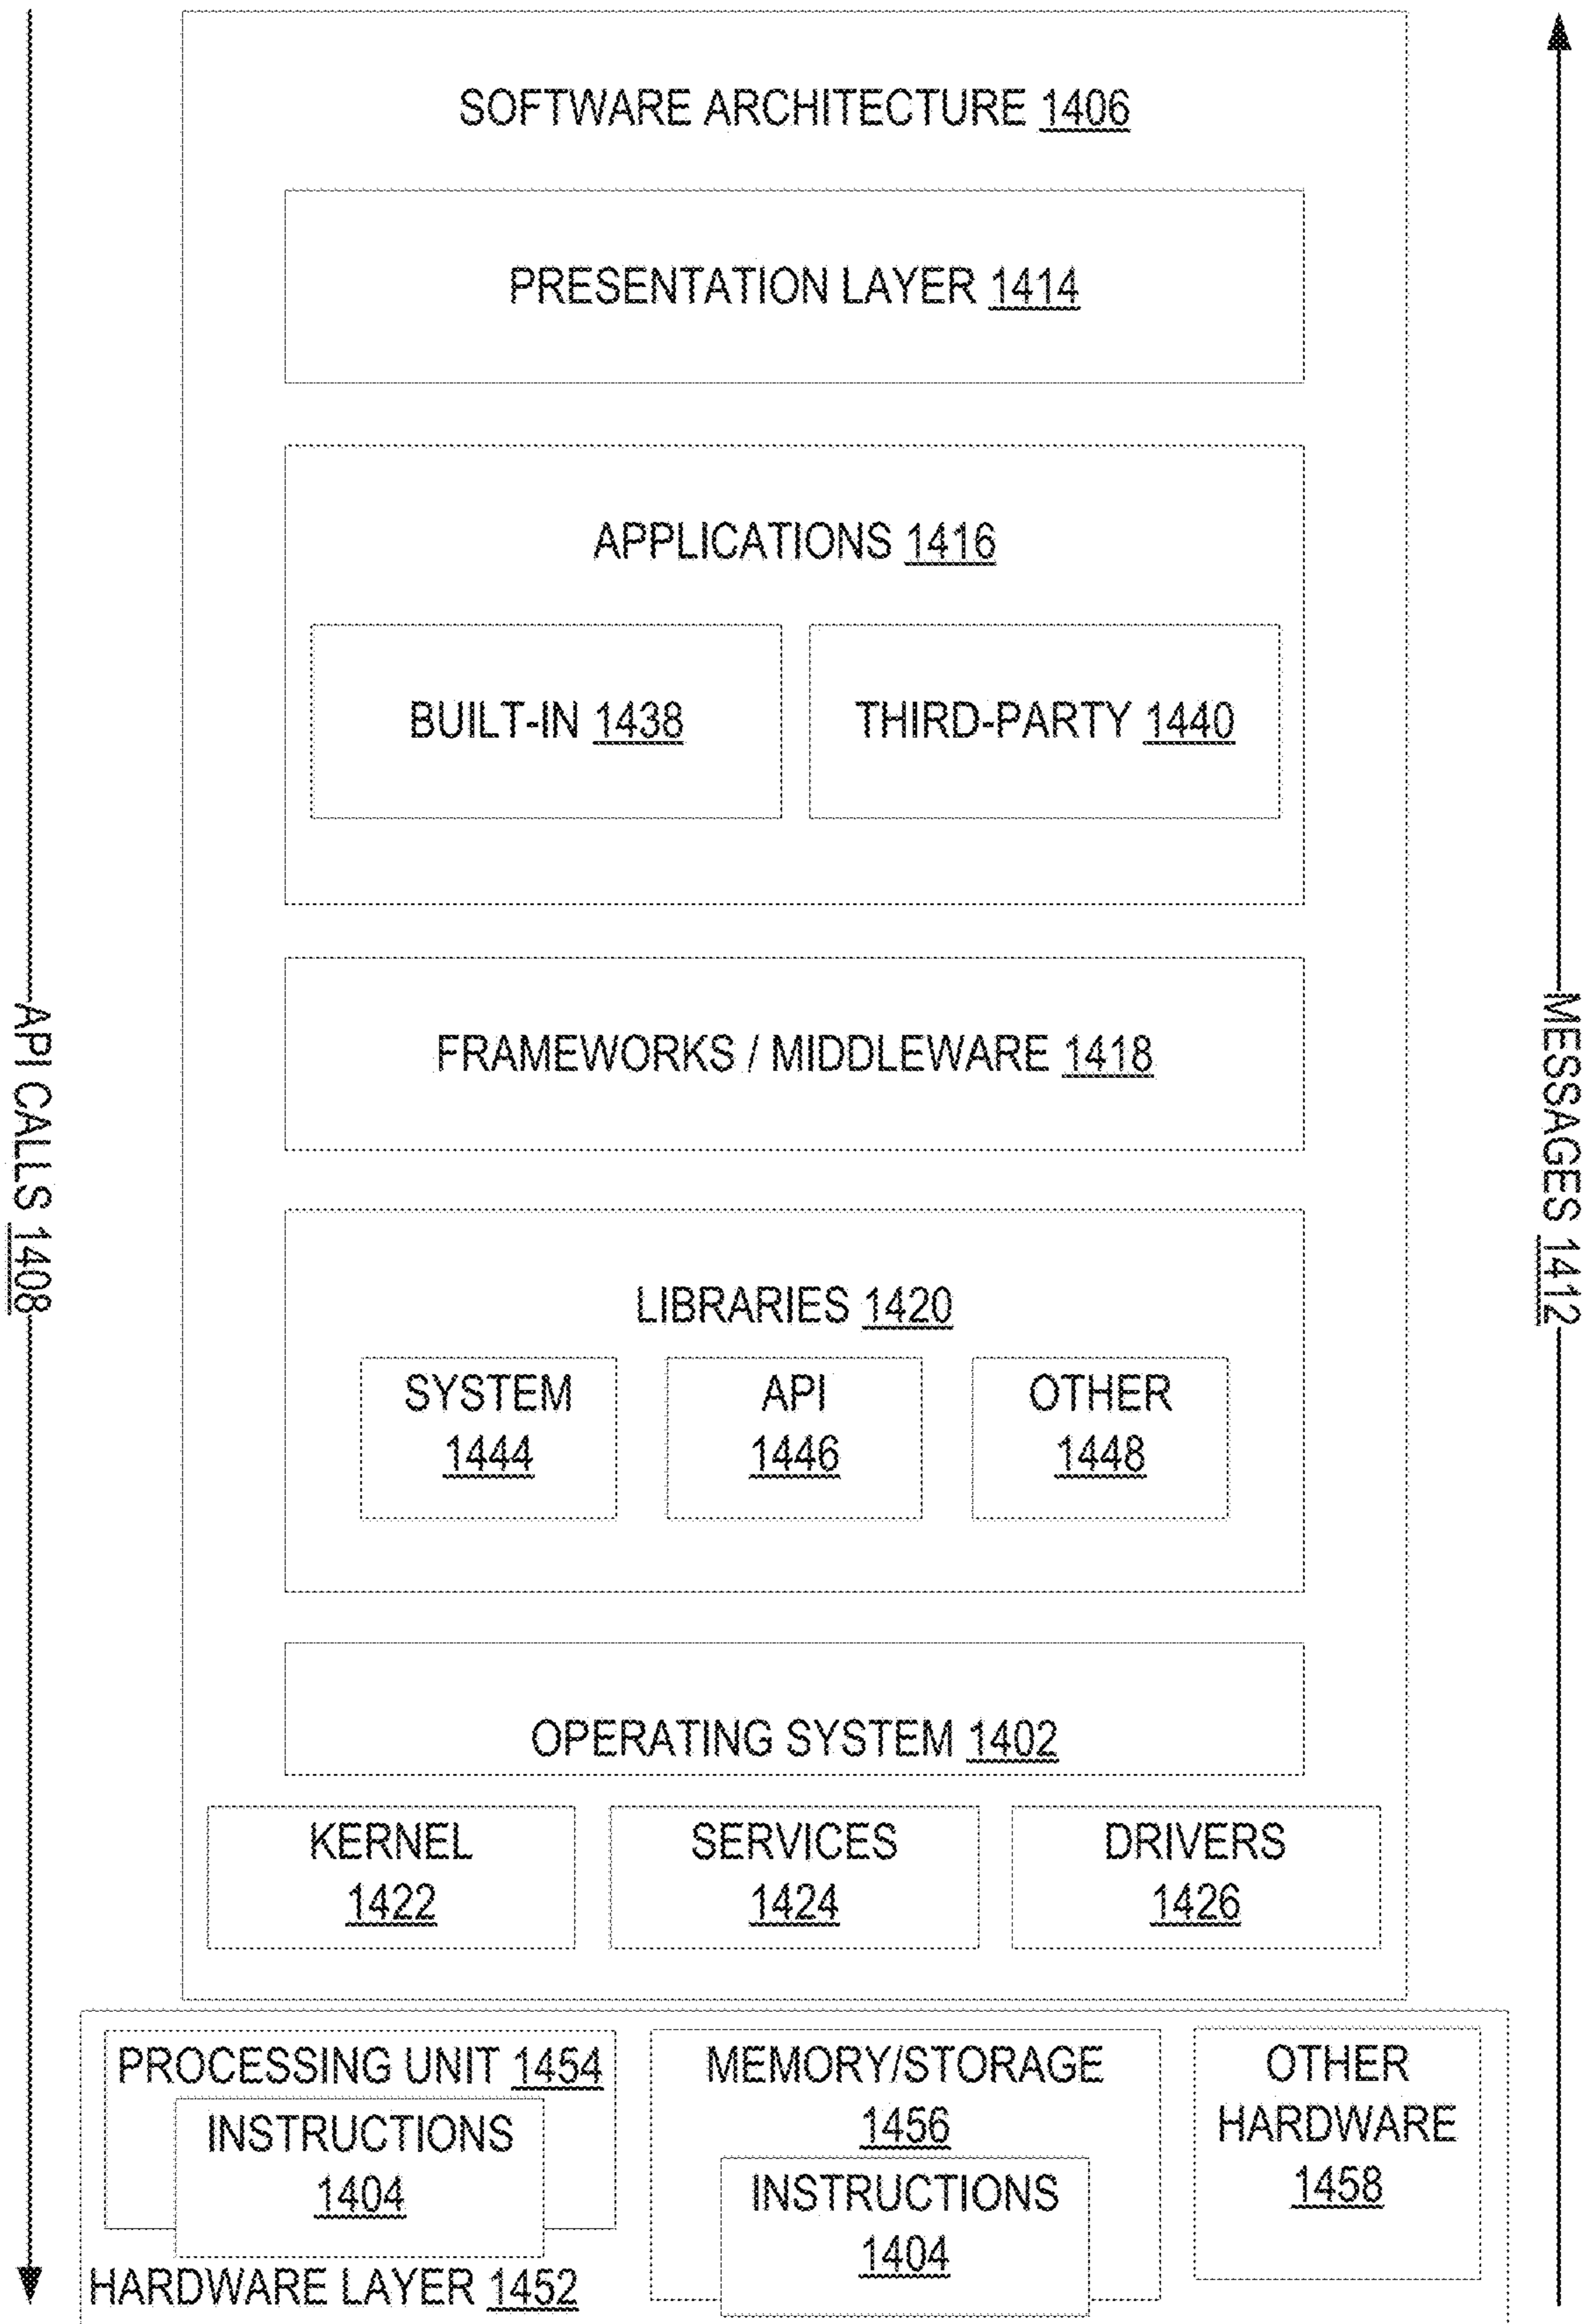 SOFTWARE ARCHITECTURE 1406
PRESENTATION LAYER 1414
APPLICATIONS 1416
BUILT-IN 1438
THIRD-PARTY 1440
FRAMEWORKS / MIDDLEWARE 1418
API CALLS 1408
MESSAGES 1412
LIBRARIES 1420
SYSTEM
1444
API
1446
OTHER
1448
OPERATING SYSTEM 1402
KERNEL
1422
SERVICES
1424
DRIVERS
1426
PROCESSING UNIT 1454
INSTRUCTIONS
1404
MEMORY/STORAGE
1456
INSTRUCTIONS
1404
OTHER
HARDWARE
1458
HARDWARE LAYER 1452